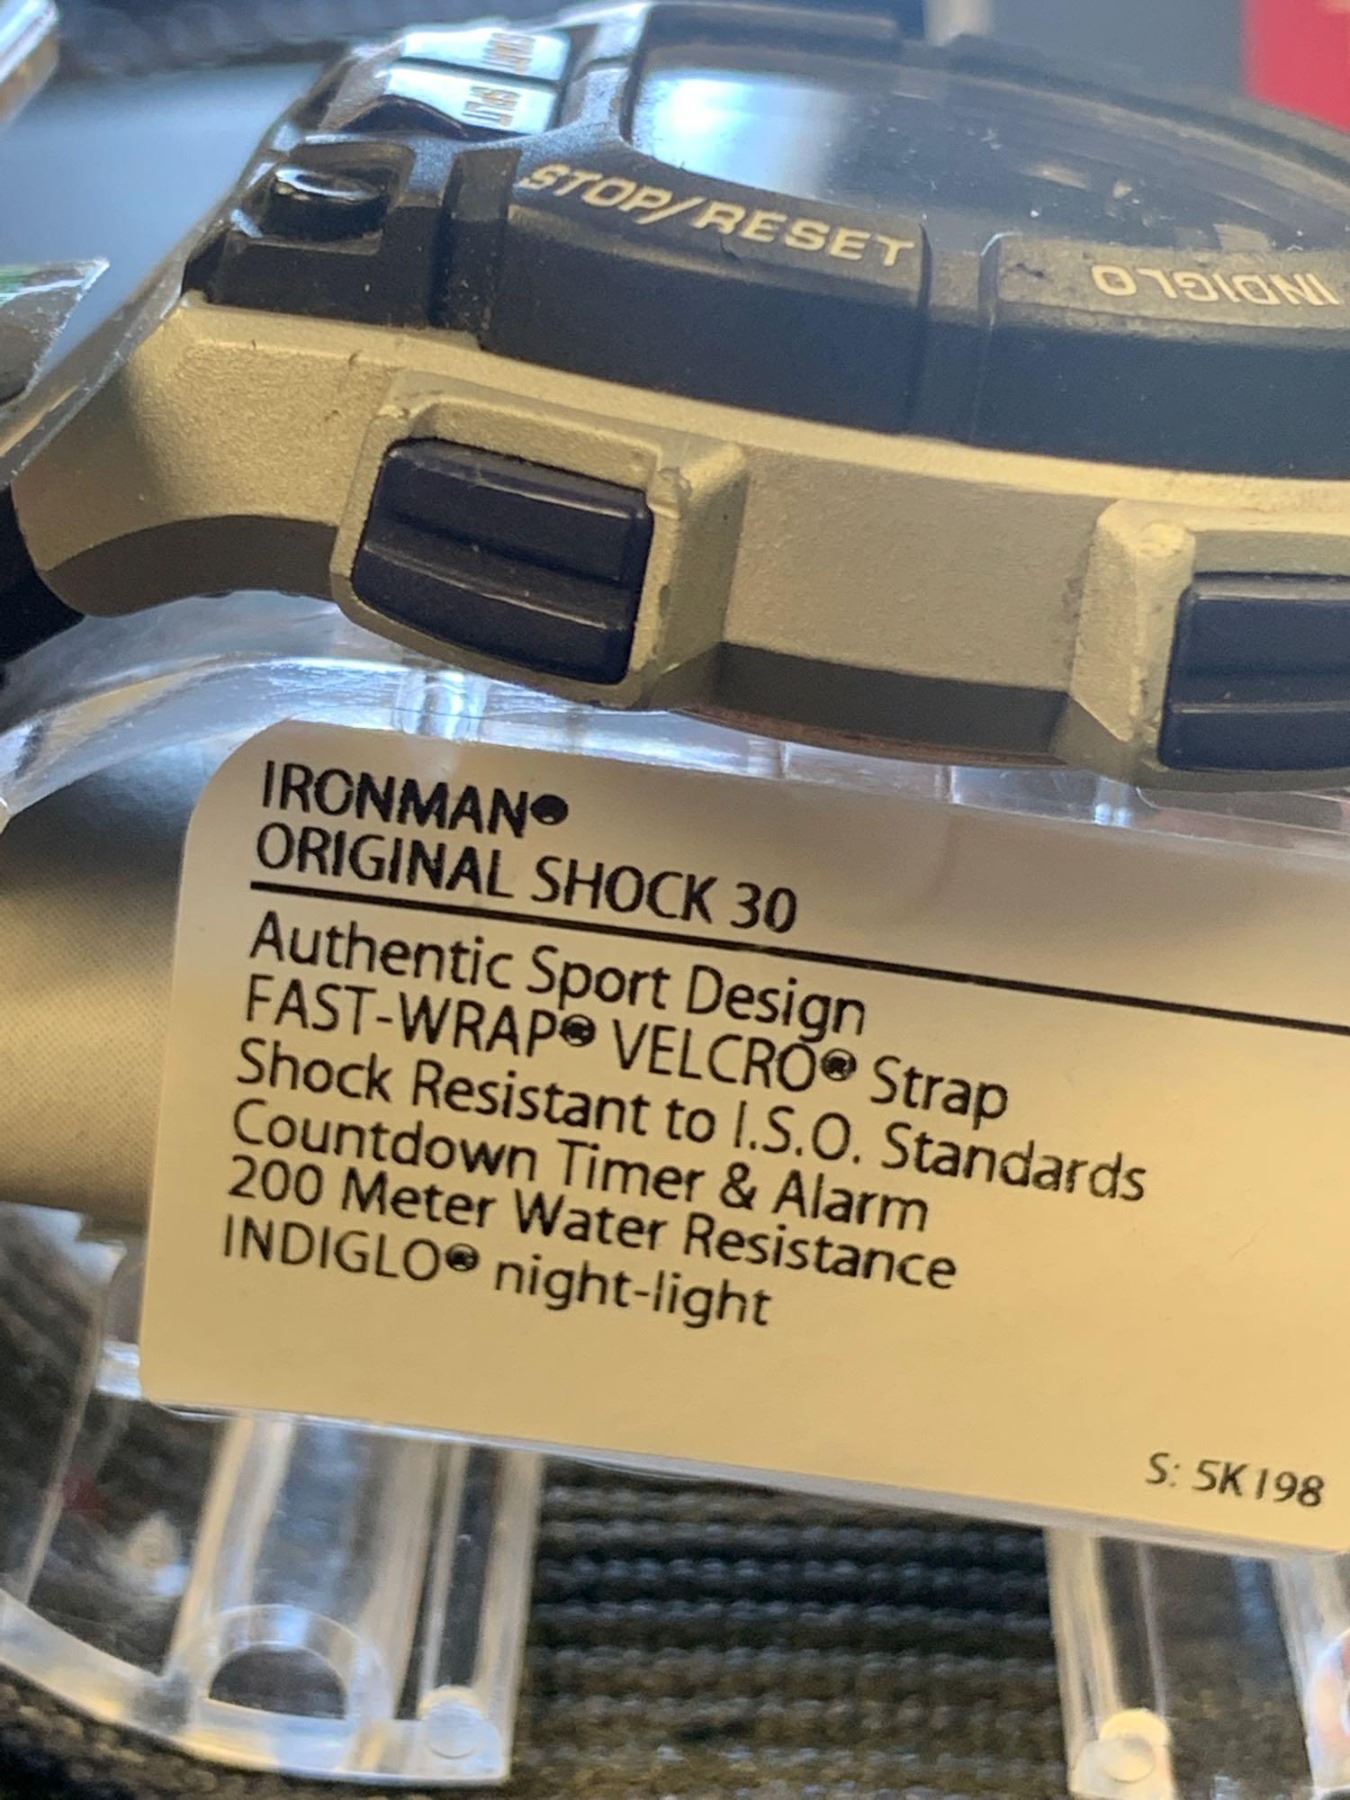 SPLIT
STOP/RESET
INDIGLO
IRONMAN®
ORIGINAL SHOCK 30
Authentic Sport Design
FAST-WRAP® VELCRO® Strap
Shock Resistant to I.S.O. Standards
Countdown Timer & Alarm
200 Meter Water Resistance
INDIGLO® night-light
S: 5K198